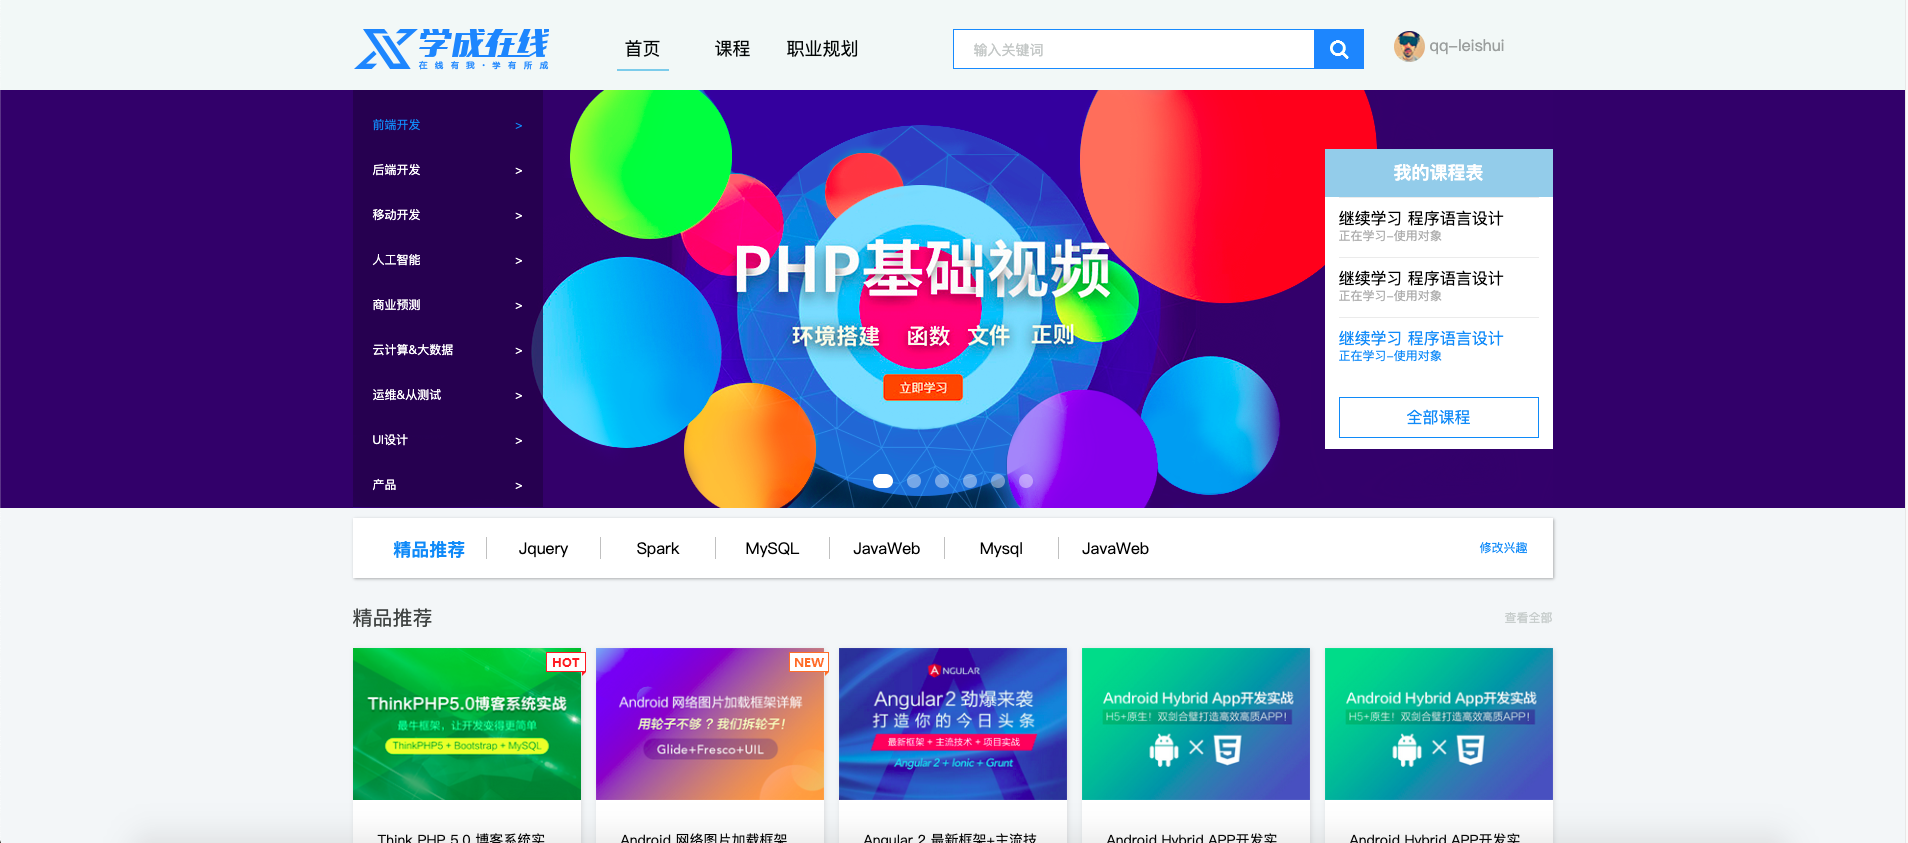 学成在线
在线有我·学有所成
首页 课程 职业规划
输入关键词
qq-leishui
前端开发 >
后端开发 >
移动开发 >
人工智能 >
商业预测 >
云计算&大数据 >
运维&从测试 >
UI设计 >
产品 >
PHP基础视频
环境搭建 函数 文件 正则
立即学习
我的课程表
继续学习 程序语言设计
正在学习-使用对象
继续学习 程序语言设计
正在学习-使用对象
继续学习 程序语言设计
正在学习-使用对象
全部课程
精品推荐 Jquery Spark MySQL JavaWeb Mysql JavaWeb 修改兴趣
精品推荐 查看全部
HOT
ThinkPHP5.0博客系统实战
最牛框架，让开发变得更简单
ThinkPHP5 + Bootstrap + MySQL
Think PHP 5.0 博客系统实
NEW
Android 网络图片加载框架详解
用轮子不够？我们拆轮子！
Glide+Fresco+UIL
Android 网络图片加载框架
ANGULAR
Angular2 劲爆来袭
打造你的今日头条
最新框架 + 主流技术 + 项目实战
Angular 2 + Ionic + Grunt
Angular 2 最新框架+主流技
Android Hybrid App开发实战
H5+原生！双剑合璧打造高效高质APP！
Android Hybrid APP开发实
Android Hybrid App开发实战
H5+原生！双剑合璧打造高效高质APP！
Android Hybrid APP开发实